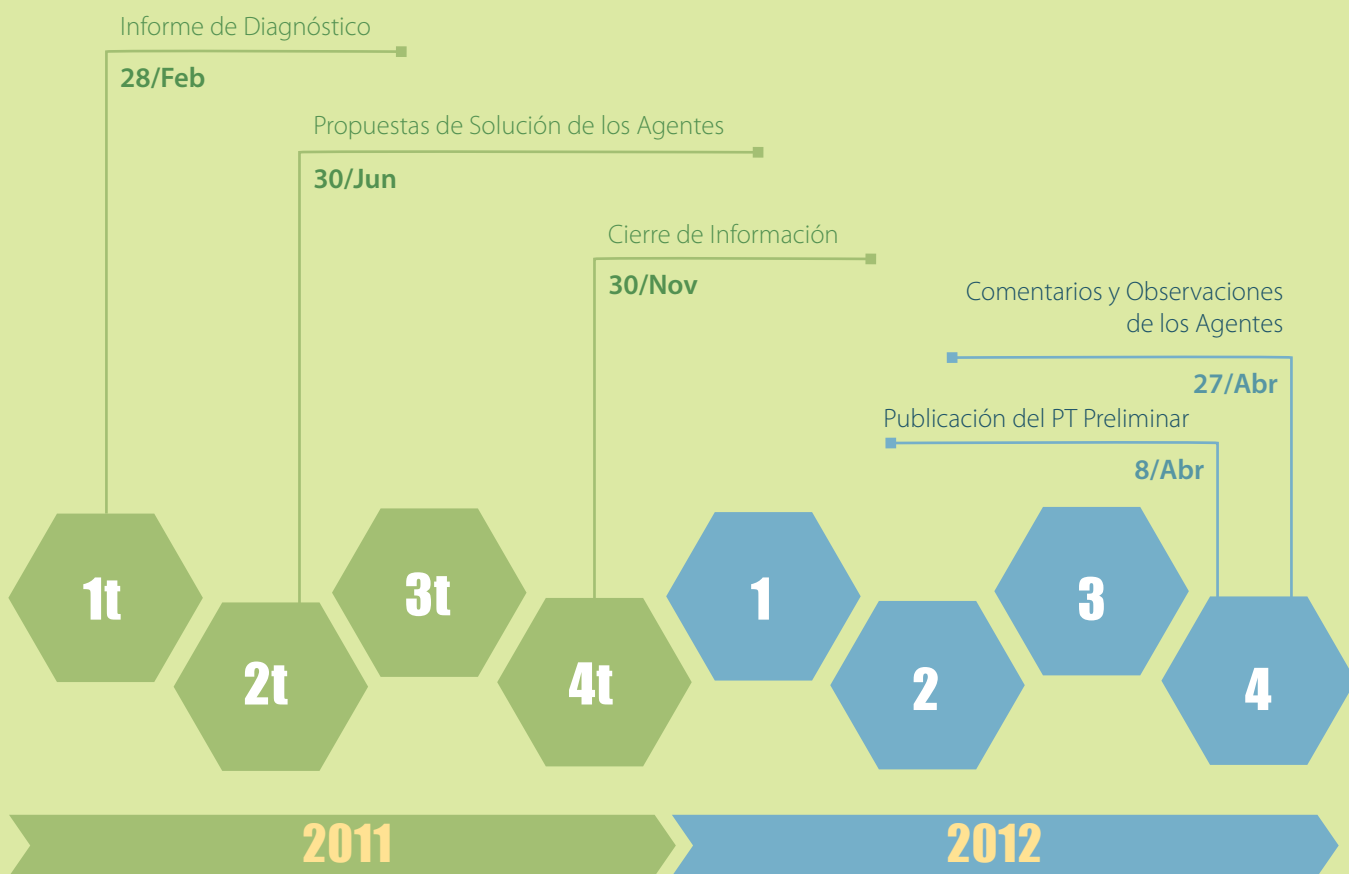 Informe de Diagnóstico
28/Feb
Propuestas de Solución de los Agentes
30/Jun
Cierre de Información
30/Nov
Comentarios y Observaciones
de los Agentes
27/Abr
Publicación del PT Preliminar
8/Abr
1t
2t
3t
4t
1
2
3
4
2011
2012